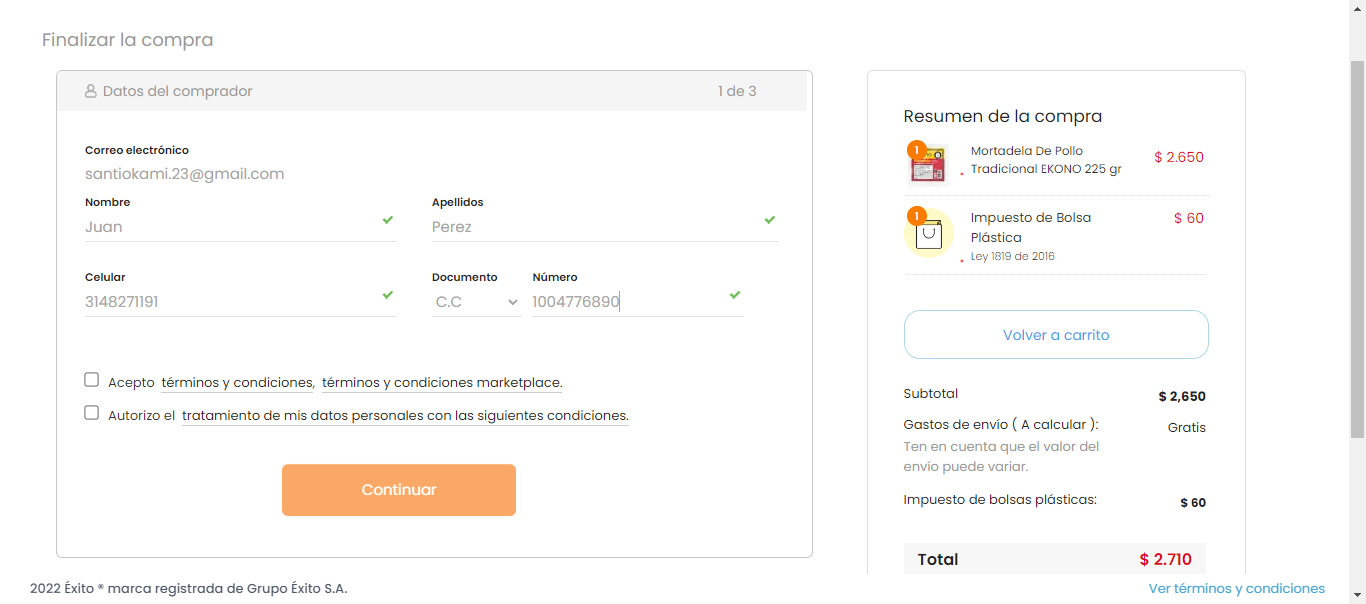 Finalizar la compra
Datos del comprador 1 de 3
Correo electrónico
santiokami.23@gmail.com
Nombre Apellidos
Juan Perez
Celular Documento Número
3148271191 C.C 1004776890
Acepto términos y condiciones, términos y condiciones marketplace.
Autorizo el tratamiento de mis datos personales con las siguientes condiciones.
Continuar
Resumen de la compra
1 Mortadela De Pollo $ 2.650
Tradicional EKONO 225 gr
1 Impuesto de Bolsa $ 60
Plástica
Ley 1819 de 2016
Volver a carrito
Subtotal $ 2,650
Gastos de envío ( A calcular ): Gratis
Ten en cuenta que el valor del
envío puede variar.
Impuesto de bolsas plásticas: $ 60
Total $ 2.710
2022 Éxito ® marca registrada de Grupo Éxito S.A. Ver términos y condiciones